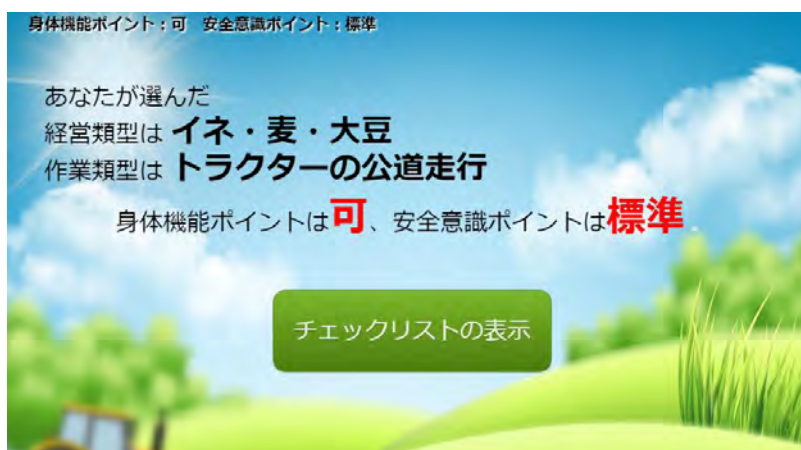 身体機能ポイント：可　安全意識ポイント：標準
あなたが選んだ
経営類型は イネ・麦・大豆
作業類型は トラクターの公道走行
身体機能ポイントは可、安全意識ポイントは標準。
チェックリストの表示